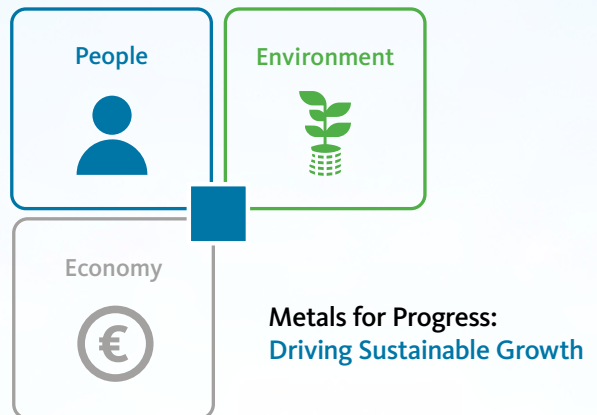 People
Environment
Economy
€
Metals for Progress:
Driving Sustainable Growth